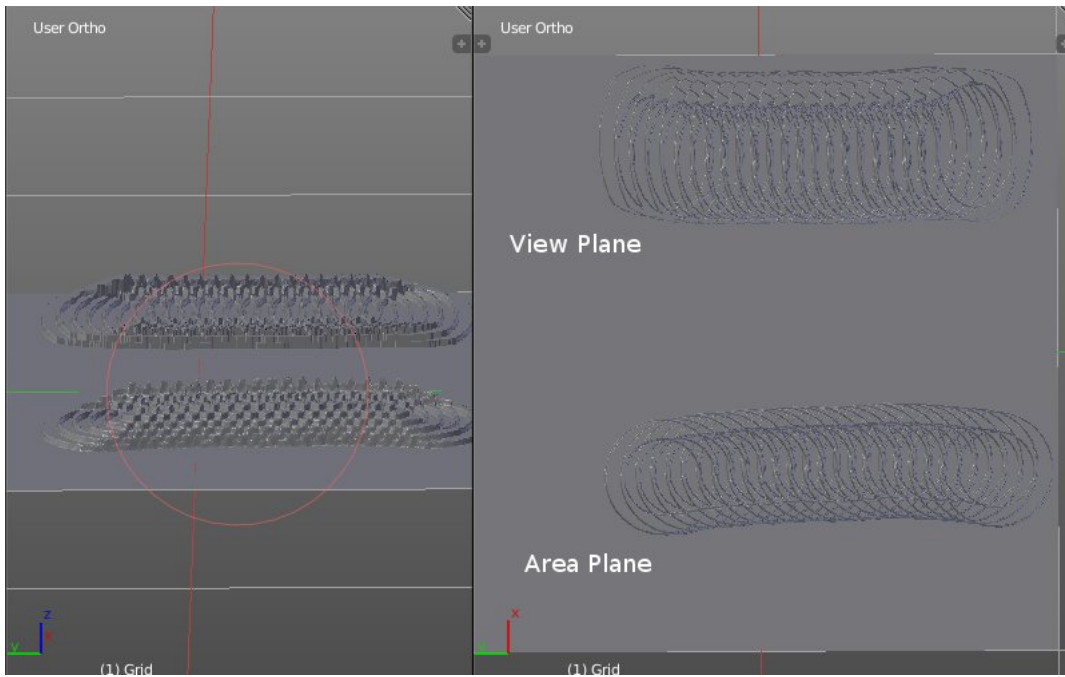 User Ortho
User Ortho
View Plane
Area Plane
z
x
y
x
(1) Grid
(1) Grid